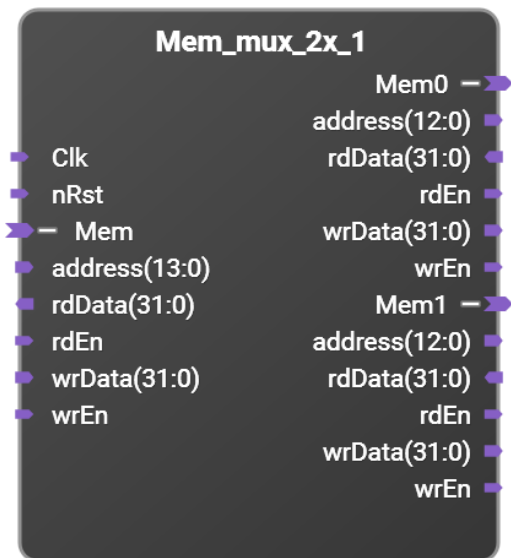 Mem_mux_2x_1
Clk
nRst
Mem
address(13:0)
rdData(31:0)
rdEn
wrData(31:0)
wrEn
Mem0
address(12:0)
rdData(31:0)
rdEn
wrData(31:0)
wrEn
Mem1
address(12:0)
rdData(31:0)
rdEn
wrData(31:0)
wrEn